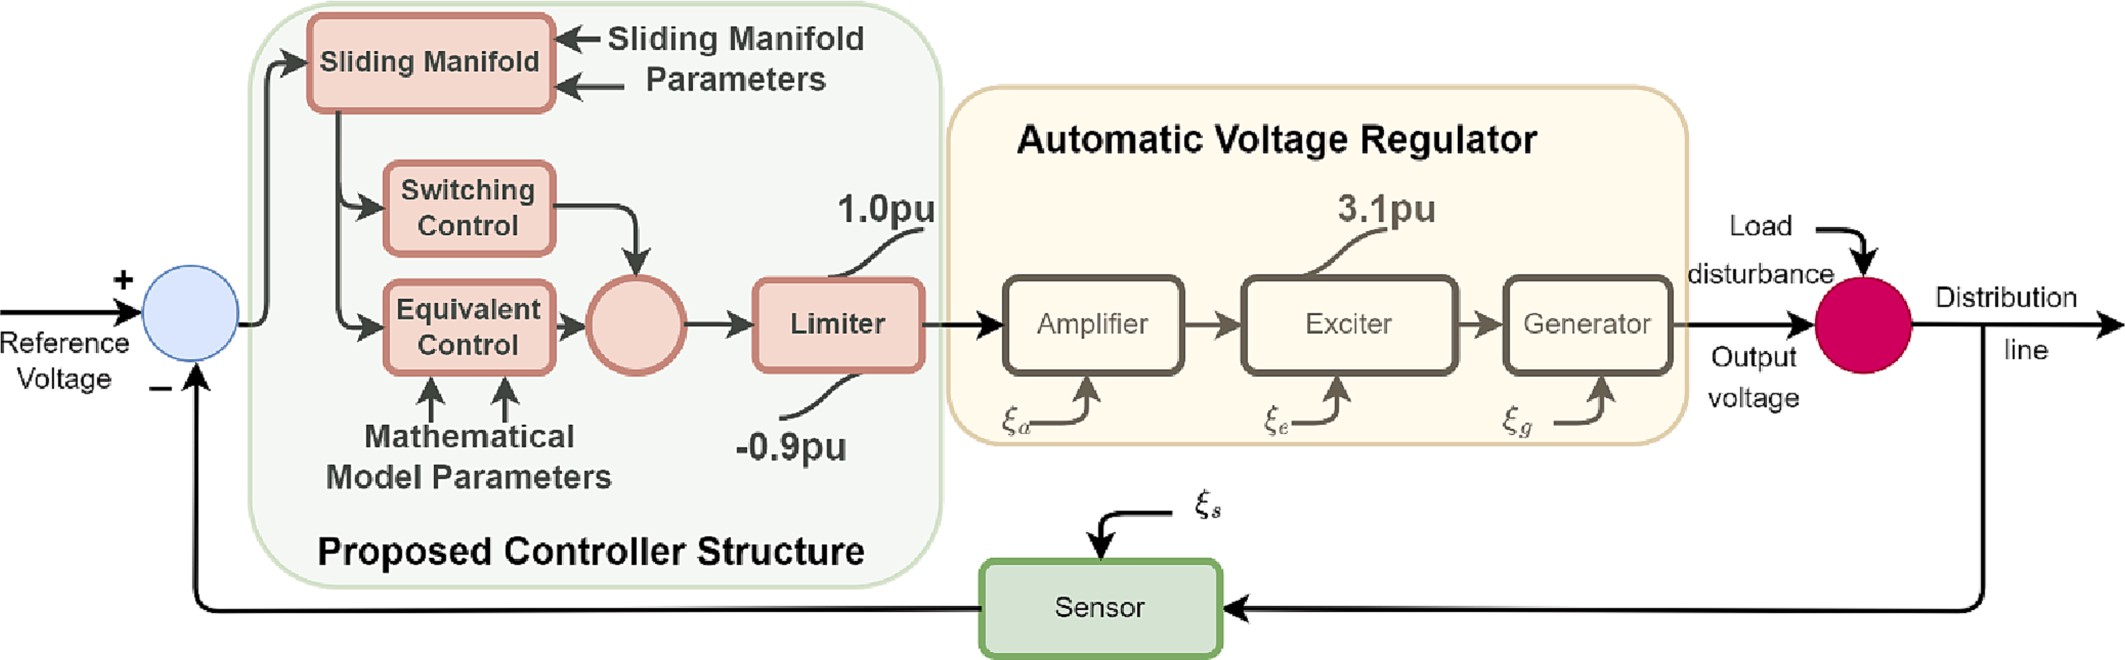 Sliding Manifold
Sliding Manifold
Parameters
Switching
Control
1.0pu
Equivalent
Control
Limiter
-0.9pu
Mathematical
Model Parameters
Proposed Controller Structure
+
Reference
Voltage
−
Automatic Voltage Regulator
3.1pu
Amplifier
Exciter
Generator
ξa
ξe
ξg
Load
disturbance
Output
voltage
Distribution
line
ξs
Sensor